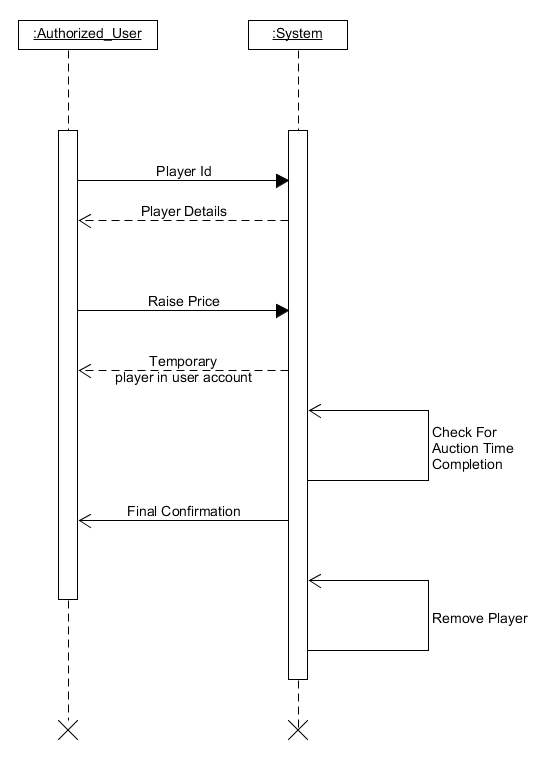 :Authorized_User
:System
Player Id
Player Details
Raise Price
Temporary
player in user account
Check For
Auction Time
Completion
Final Confirmation
Remove Player